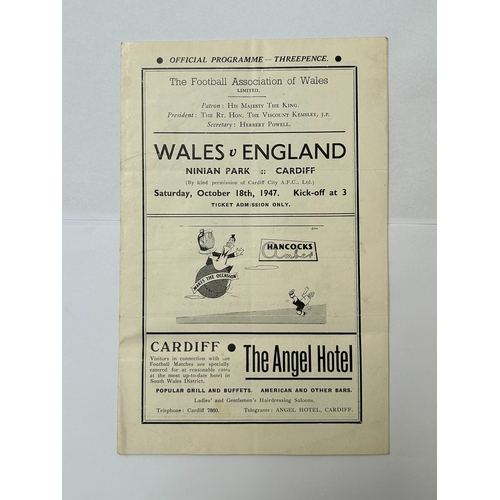 OFFICIAL PROGRAMME — THREEPENCE.
The Football Association of Wales
LIMITED.
Patron : HIS MAJESTY THE KING.
President : THE RT. HON. THE VISCOUNT KEMSLEY, J.P.
Secretary : HERBERT POWELL.
WALES v ENGLAND
NINIAN PARK :: CARDIFF
(By kind permission of Cardiff City A.F.C., Ltd.)
Saturday, October 18th, 1947. Kick-off at 3
TICKET ADMISSION ONLY.
HANCOCKS
Amber
MAKES THE OCCASION
CARDIFF •
Visitors in connection with the
Football Matches are specially
catered for at reasonable rates
at the most up-to-date hotel in
South Wales District.
The Angel Hotel
POPULAR GRILL AND BUFFETS. AMERICAN AND OTHER BARS.
Ladies' and Gentlemen's Hairdressing Saloons.
Telephone : Cardiff 7860. Telegrams : ANGEL HOTEL, CARDIFF.